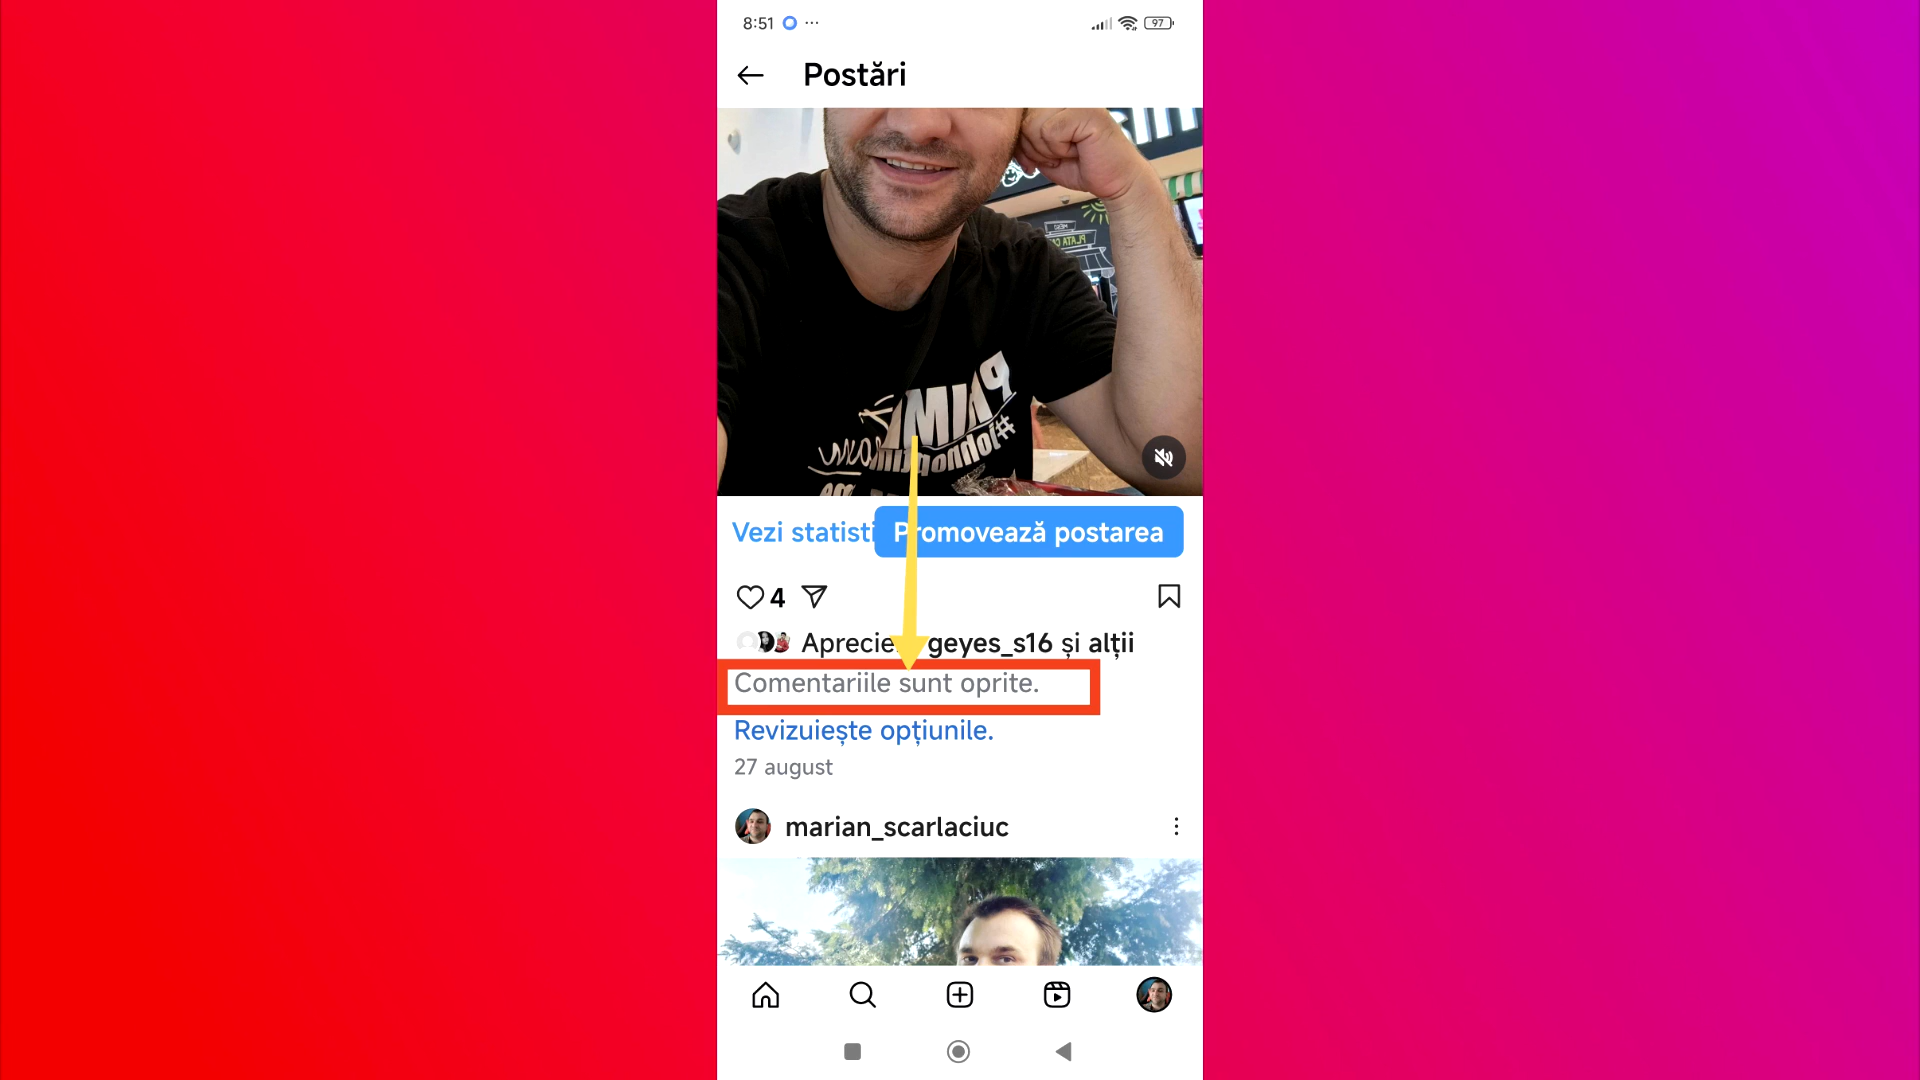 8:51
97
Postări
Vezi statisti
Promovează postarea
4
geyes_s16 și alții
Comentariile sunt oprite.
Revizuiește opțiunile.
27 august
marian_scarlaciuc